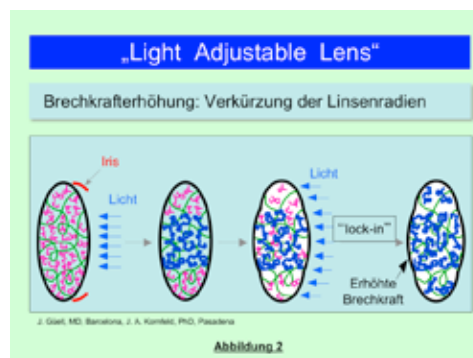 „Light Adjustable Lens“
Brechkrafterhöhung: Verkürzung der Linsenradien
Iris
Licht
Licht
"lock-in"
Erhöhte
Brechkraft
J. Güell, MD, Barcelona, J. A. Kornfeld, PhD, Pasadena
Abbildung 2